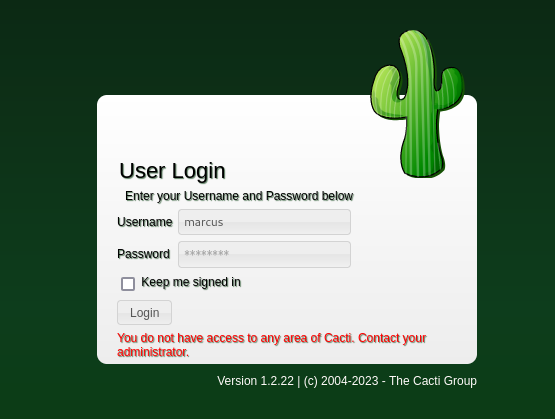 User Login
Enter your Username and Password below
Username marcus
Password ********
Keep me signed in
Login
You do not have access to any area of Cacti. Contact your
administrator.
Version 1.2.22 | (c) 2004-2023 - The Cacti Group